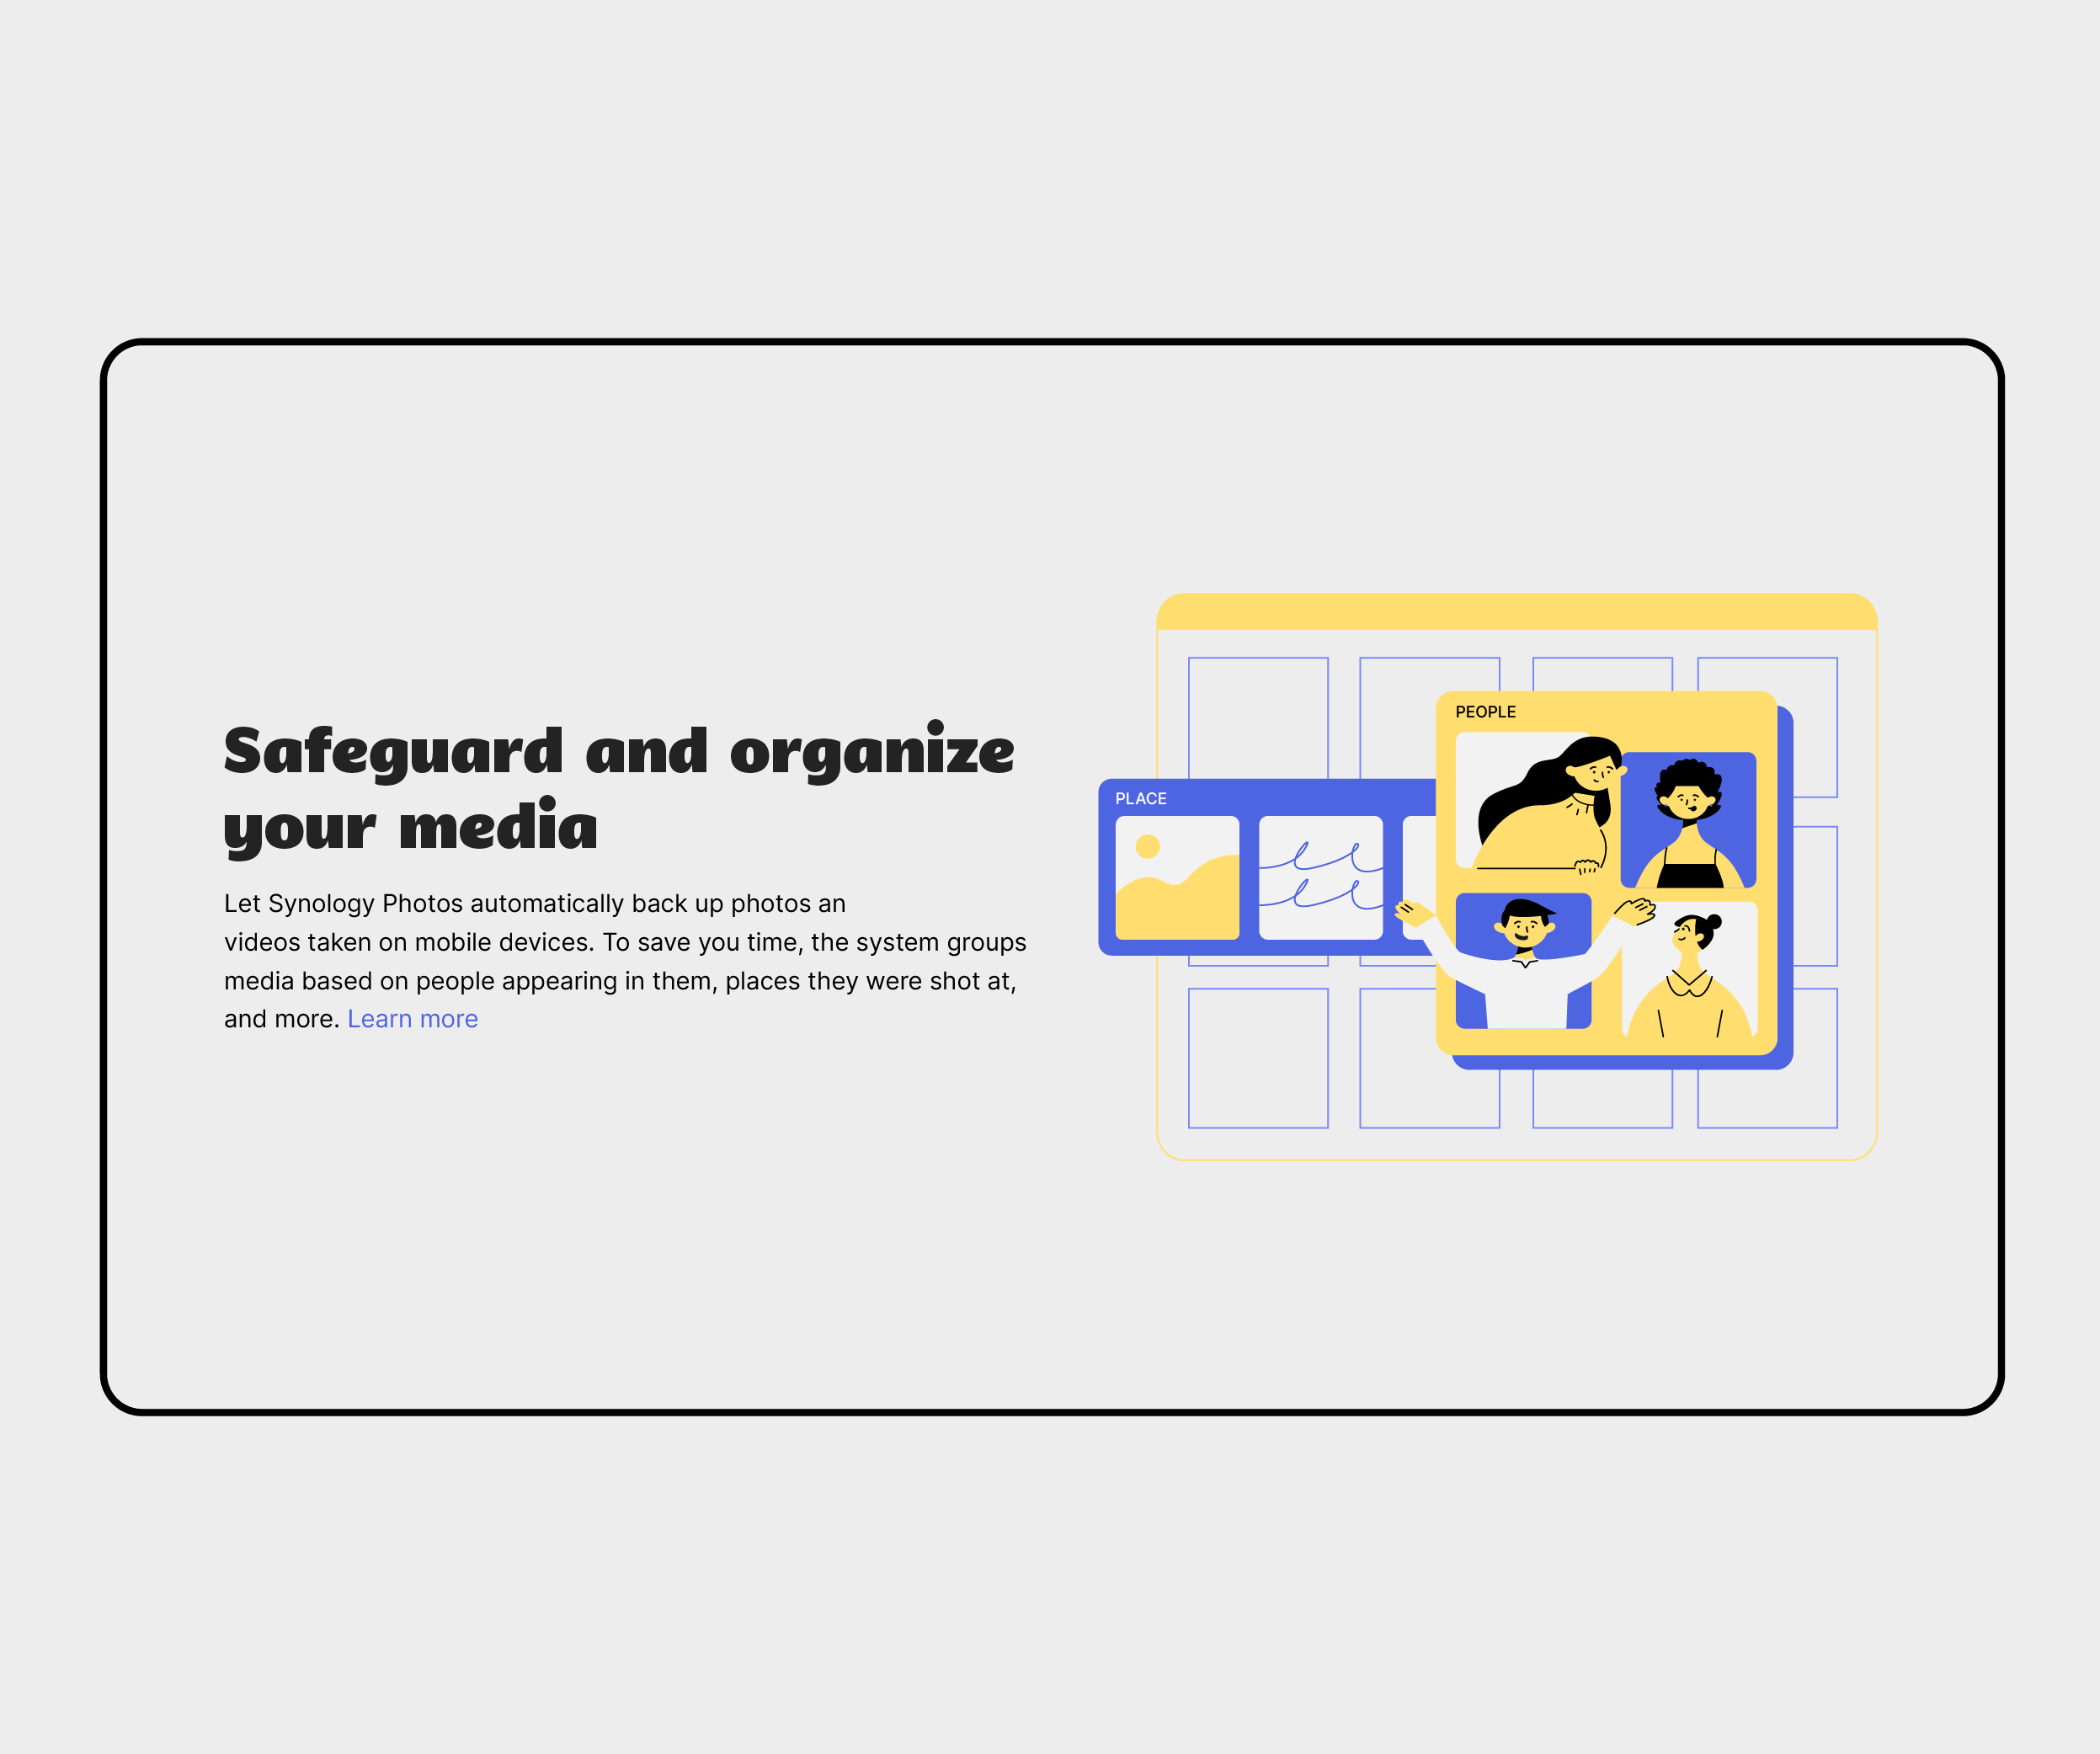 Safeguard and organize
your media
Let Synology Photos automatically back up photos an
videos taken on mobile devices. To save you time, the system groups
media based on people appearing in them, places they were shot at,
and more. Learn more
PEOPLE
PLACE